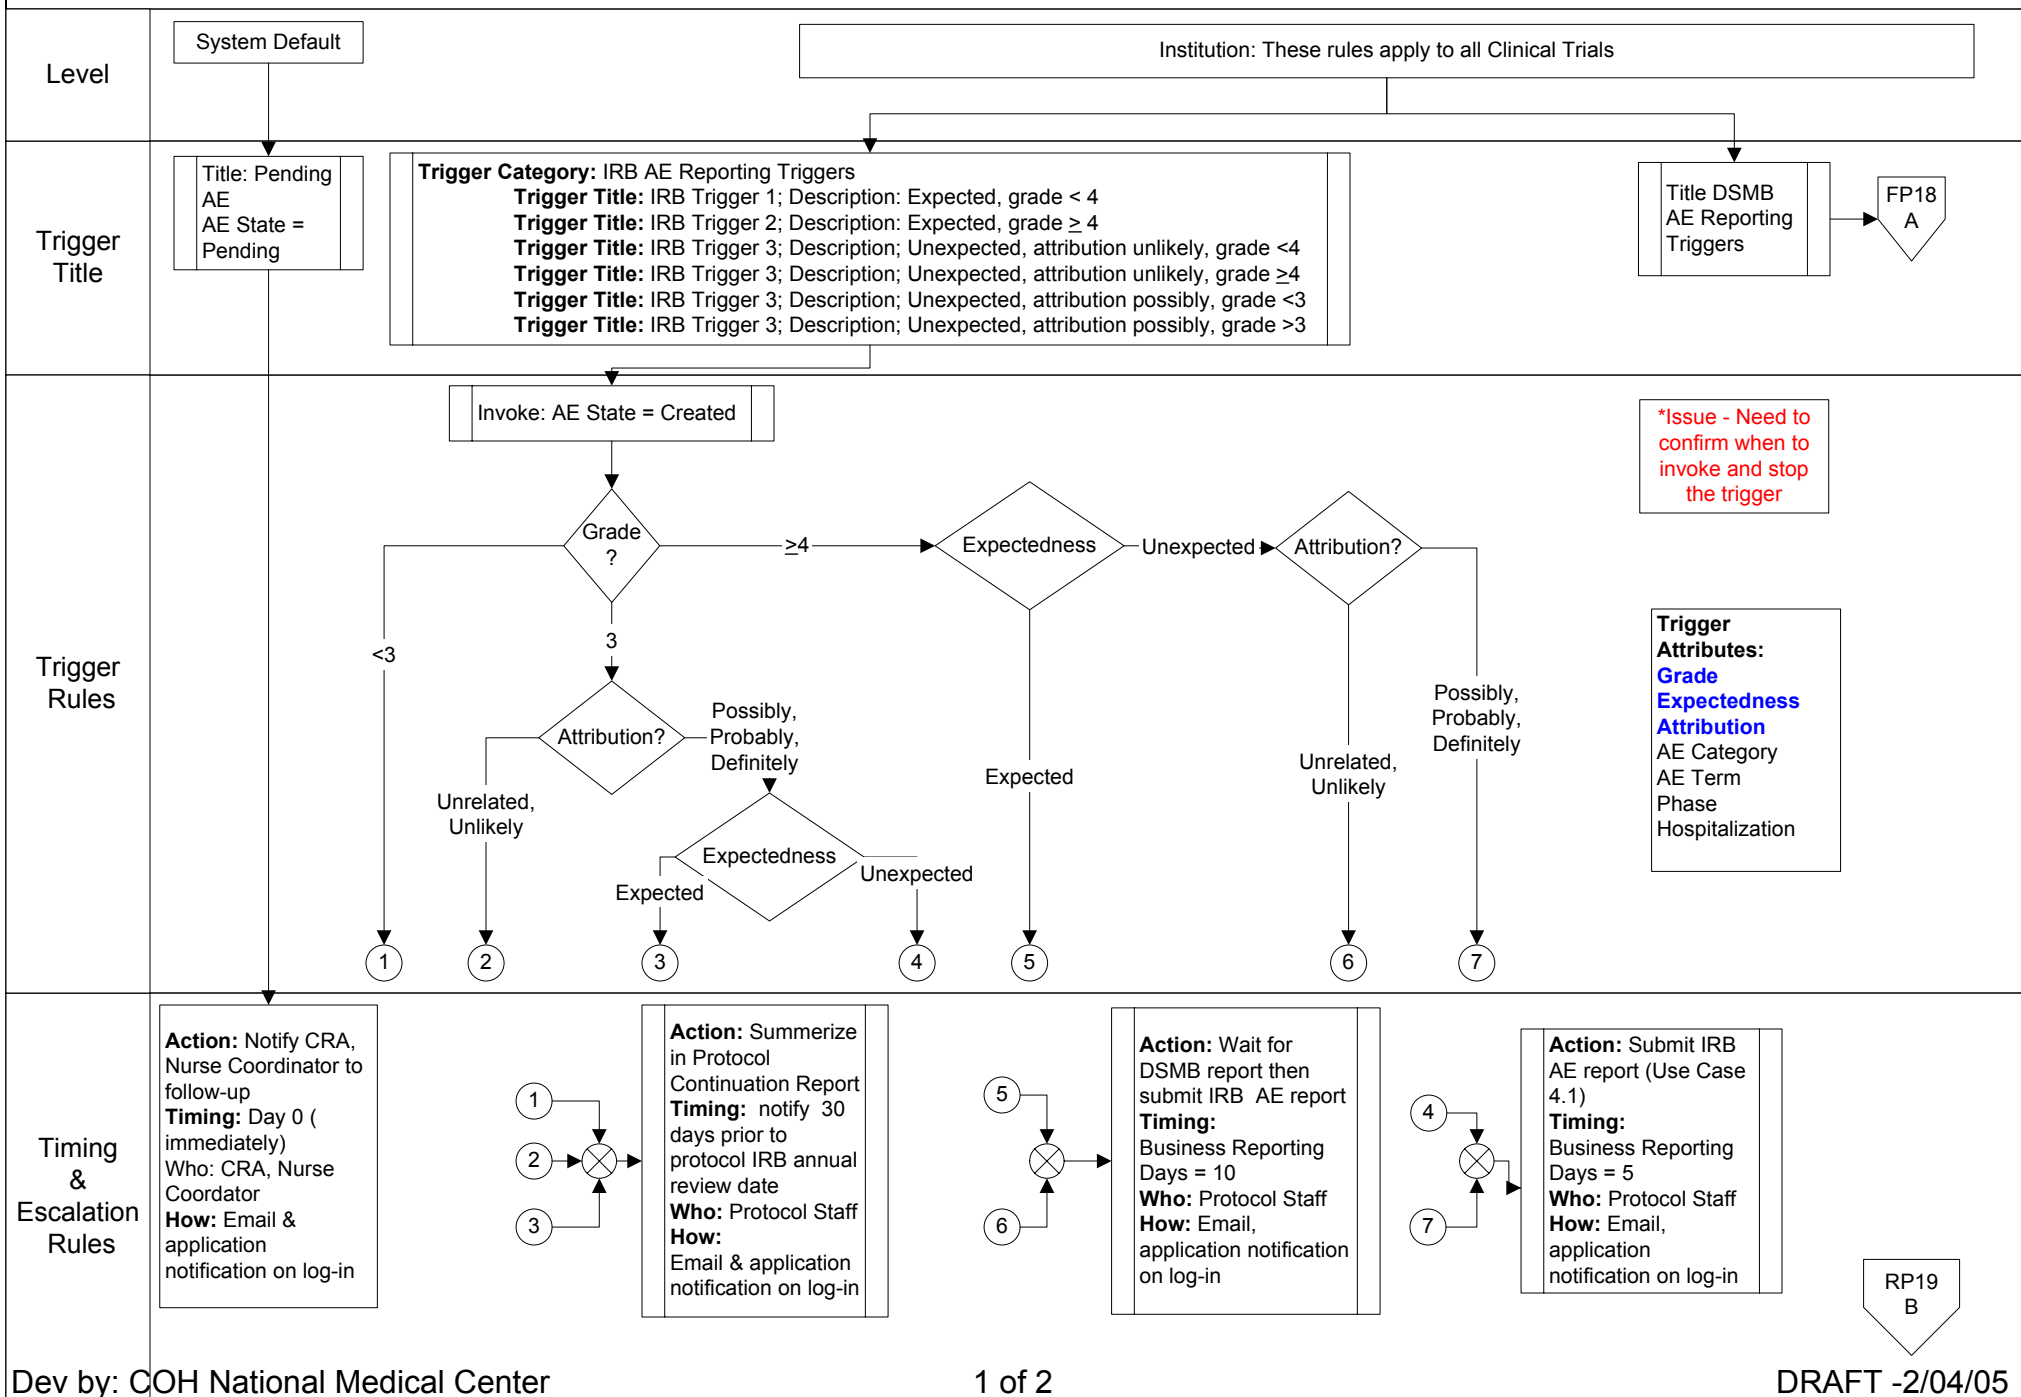 Level
System Default
Institution: These rules apply to all Clinical Trials
Trigger
Title
Title: Pending
AE
AE State =
Pending
Trigger Category: IRB AE Reporting Triggers
Trigger Title: IRB Trigger 1; Description: Expected, grade < 4
Trigger Title: IRB Trigger 2; Description: Expected, grade ≥ 4
Trigger Title: IRB Trigger 3; Description; Unexpected, attribution unlikely, grade <4
Trigger Title: IRB Trigger 3; Description; Unexpected, attribution unlikely, grade ≥4
Trigger Title: IRB Trigger 3; Description; Unexpected, attribution possibly, grade <3
Trigger Title: IRB Trigger 3; Description; Unexpected, attribution possibly, grade >3
Title DSMB
AE Reporting
Triggers
FP18
A
Trigger
Rules
Invoke: AE State = Created
*Issue - Need to
confirm when to
invoke and stop
the trigger
Grade
?
≥4
Expectedness
Unexpected
Attribution?
<3
3
Attribution?
Possibly,
Probably,
Definitely
Unrelated,
Unlikely
Expectedness
Expected
Unexpected
Expected
Unrelated,
Unlikely
Possibly,
Probably,
Definitely
Trigger
Attributes:
Grade
Expectedness
Attribution
AE Category
AE Term
Phase
Hospitalization
1
2
3
4
5
6
7
Timing
&
Escalation
Rules
Action: Notify CRA,
Nurse Coordinator to
follow-up
Timing: Day 0 (
immediately)
Who: CRA, Nurse
Coordator
How: Email &
application
notification on log-in
1
2
3
Action: Summerize
in Protocol
Continuation Report
Timing: notify 30
days prior to
protocol IRB annual
review date
Who: Protocol Staff
How:
Email & application
notification on log-in
5
6
Action: Wait for
DSMB report then
submit IRB AE report
Timing:
Business Reporting
Days = 10
Who: Protocol Staff
How: Email,
application notification
on log-in
4
7
Action: Submit IRB
AE report (Use Case
4.1)
Timing:
Business Reporting
Days = 5
Who: Protocol Staff
How: Email,
application
notification on log-in
RP19
B
Dev by: COH National Medical Center
1 of 2
DRAFT -2/04/05